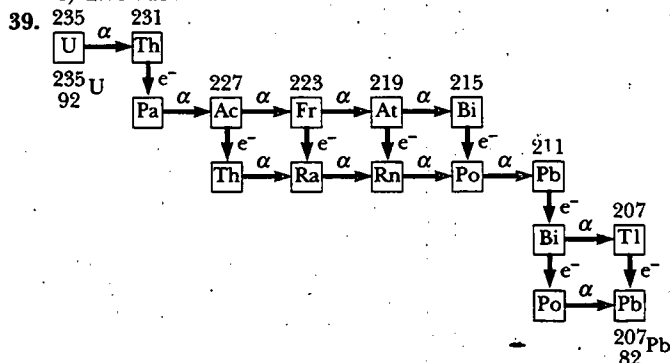 39.
235 231
U α Th
e⁻
235
92 U
227 223 219 215
Pa α Ac α Fr α At α Bi
e⁻ e⁻ e⁻ e⁻
211
Th α Ra α Rn α Po α Pb
e⁻
207
Bi α Tl
e⁻ e⁻
Po α Pb
207
82 Pb